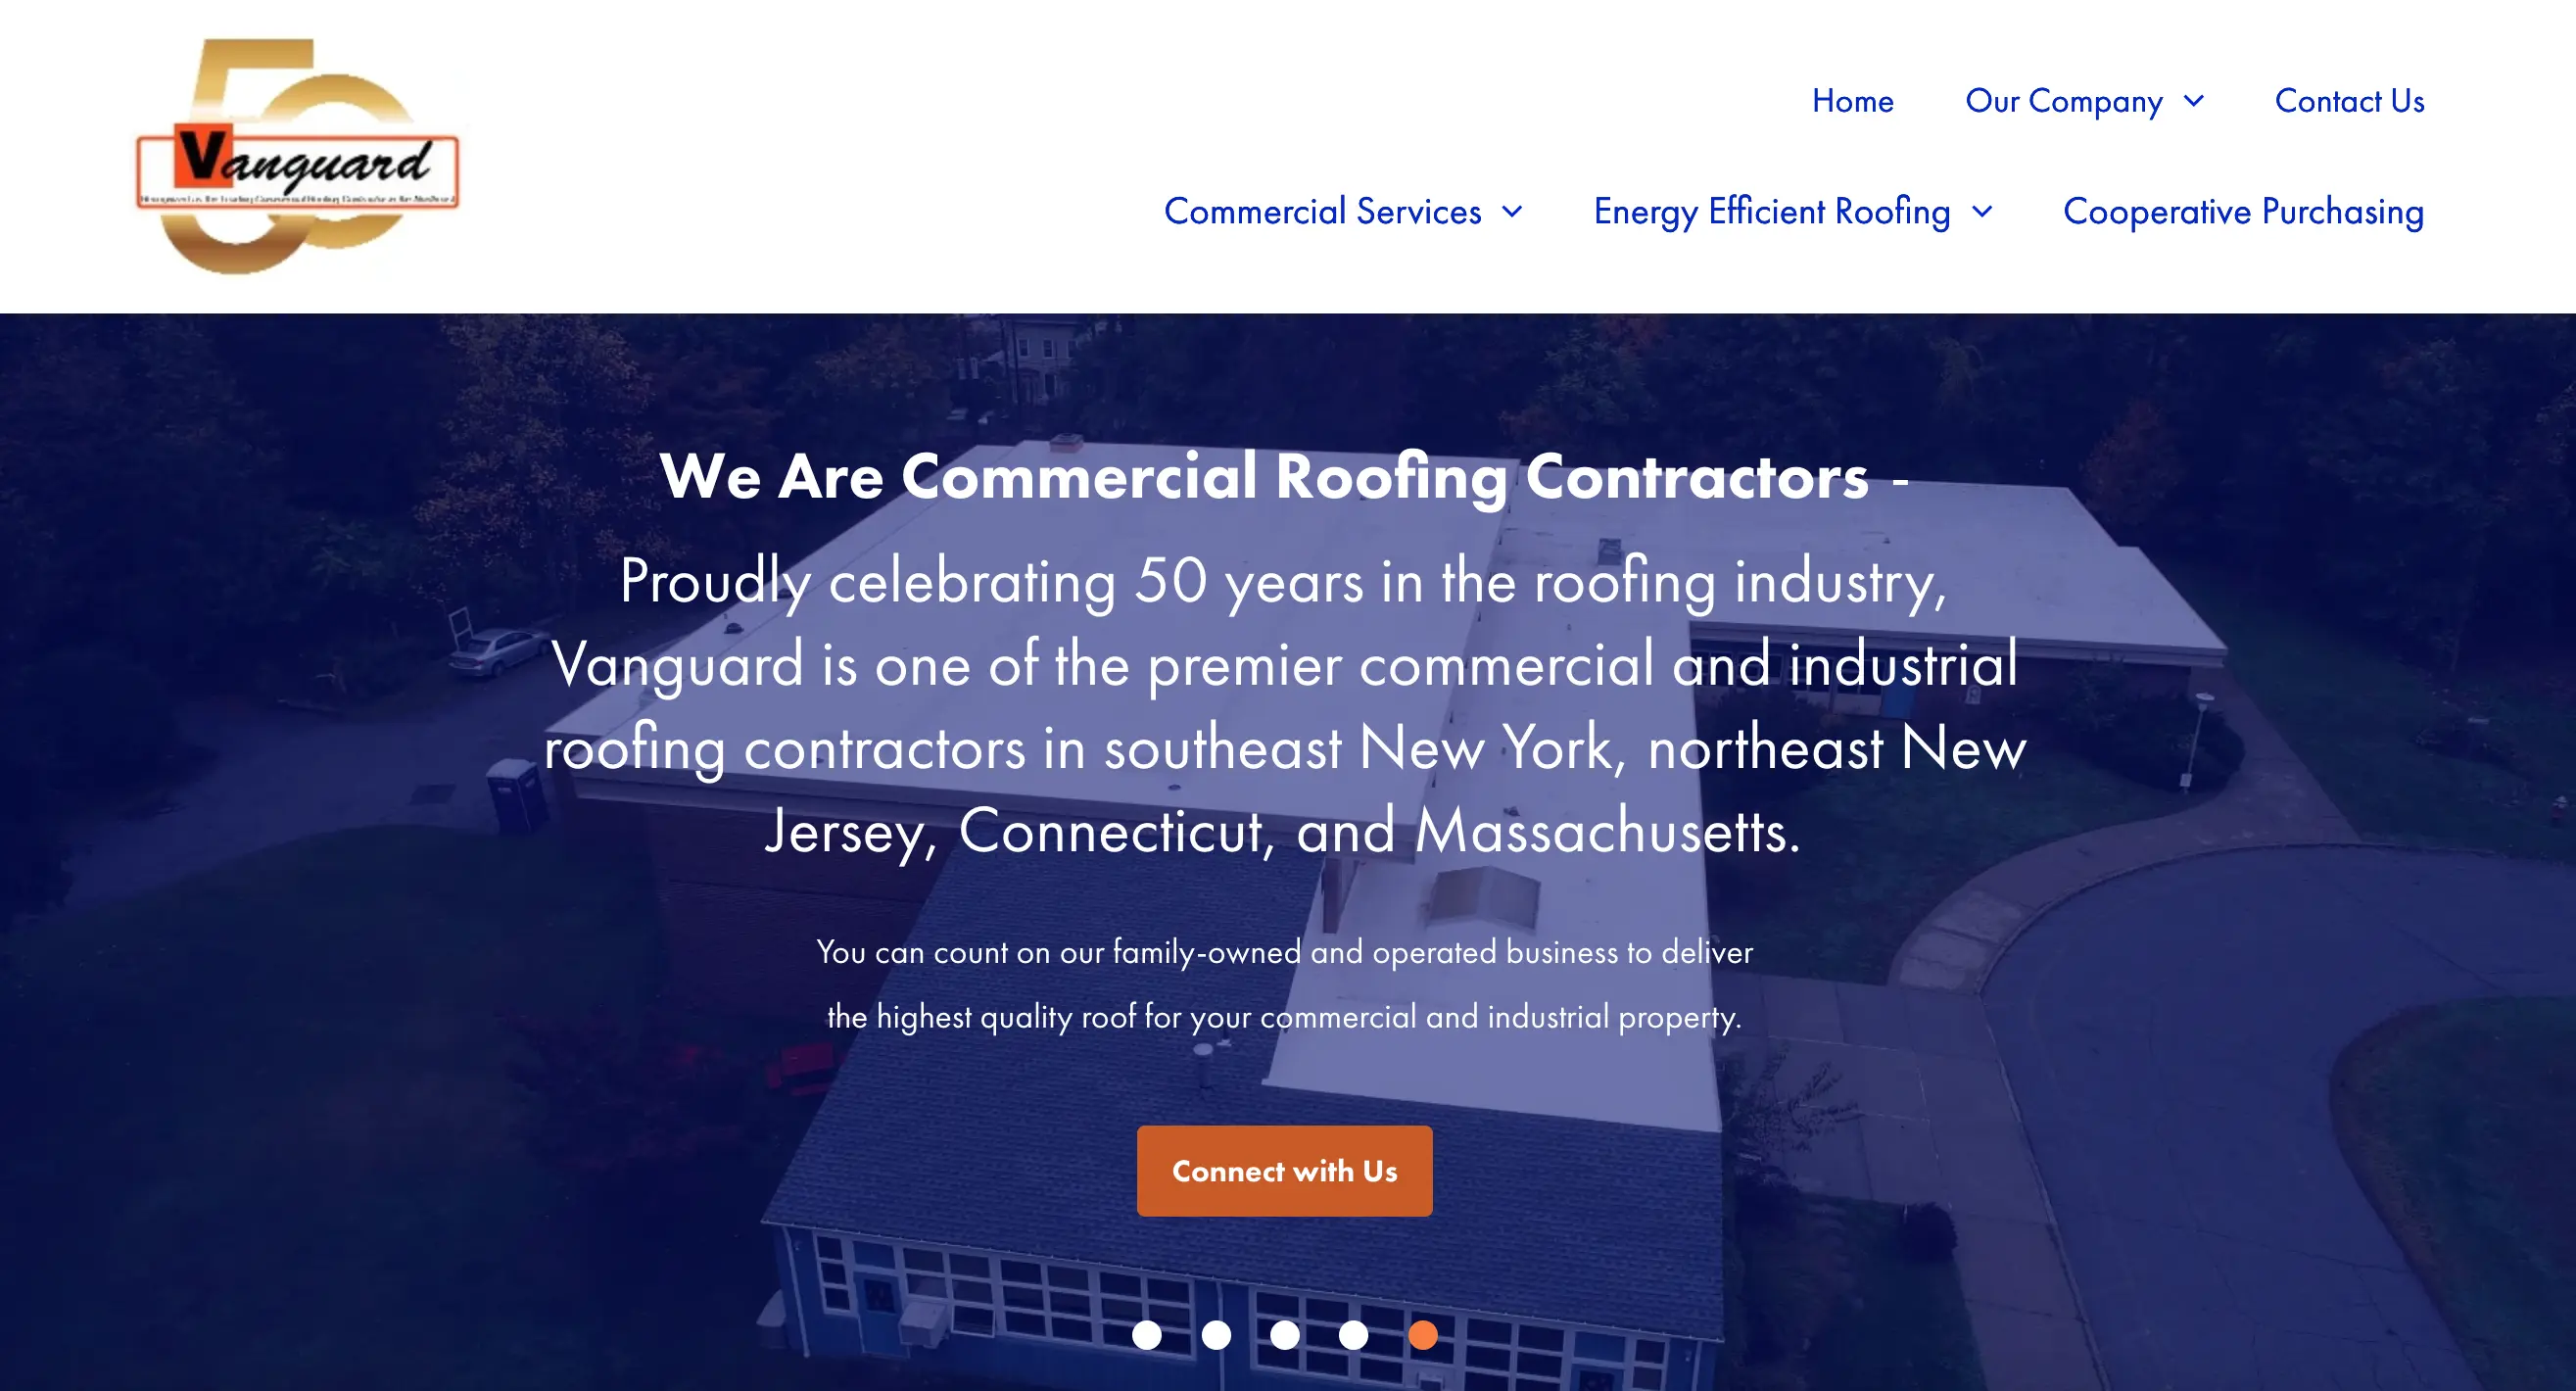 50
Vanguard
Home
Our Company
Contact Us
Commercial Services
Energy Efficient Roofing
Cooperative Purchasing
We Are Commercial Roofing Contractors -
Proudly celebrating 50 years in the roofing industry,
Vanguard is one of the premier commercial and industrial
roofing contractors in southeast New York, northeast New
Jersey, Connecticut, and Massachusetts.
You can count on our family-owned and operated business to deliver
the highest quality roof for your commercial and industrial property.
Connect with Us